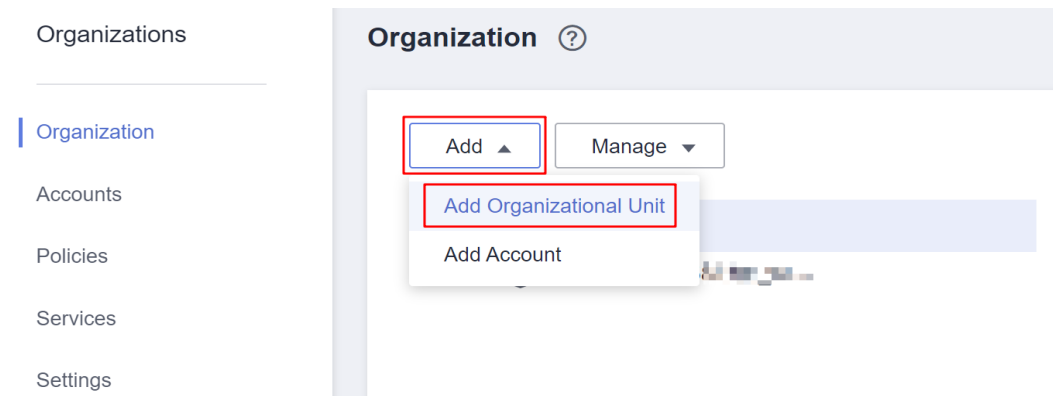 Organizations
Organization
Accounts
Policies
Services
Settings
Organization ?
Add Manage
Add Organizational Unit
Add Account